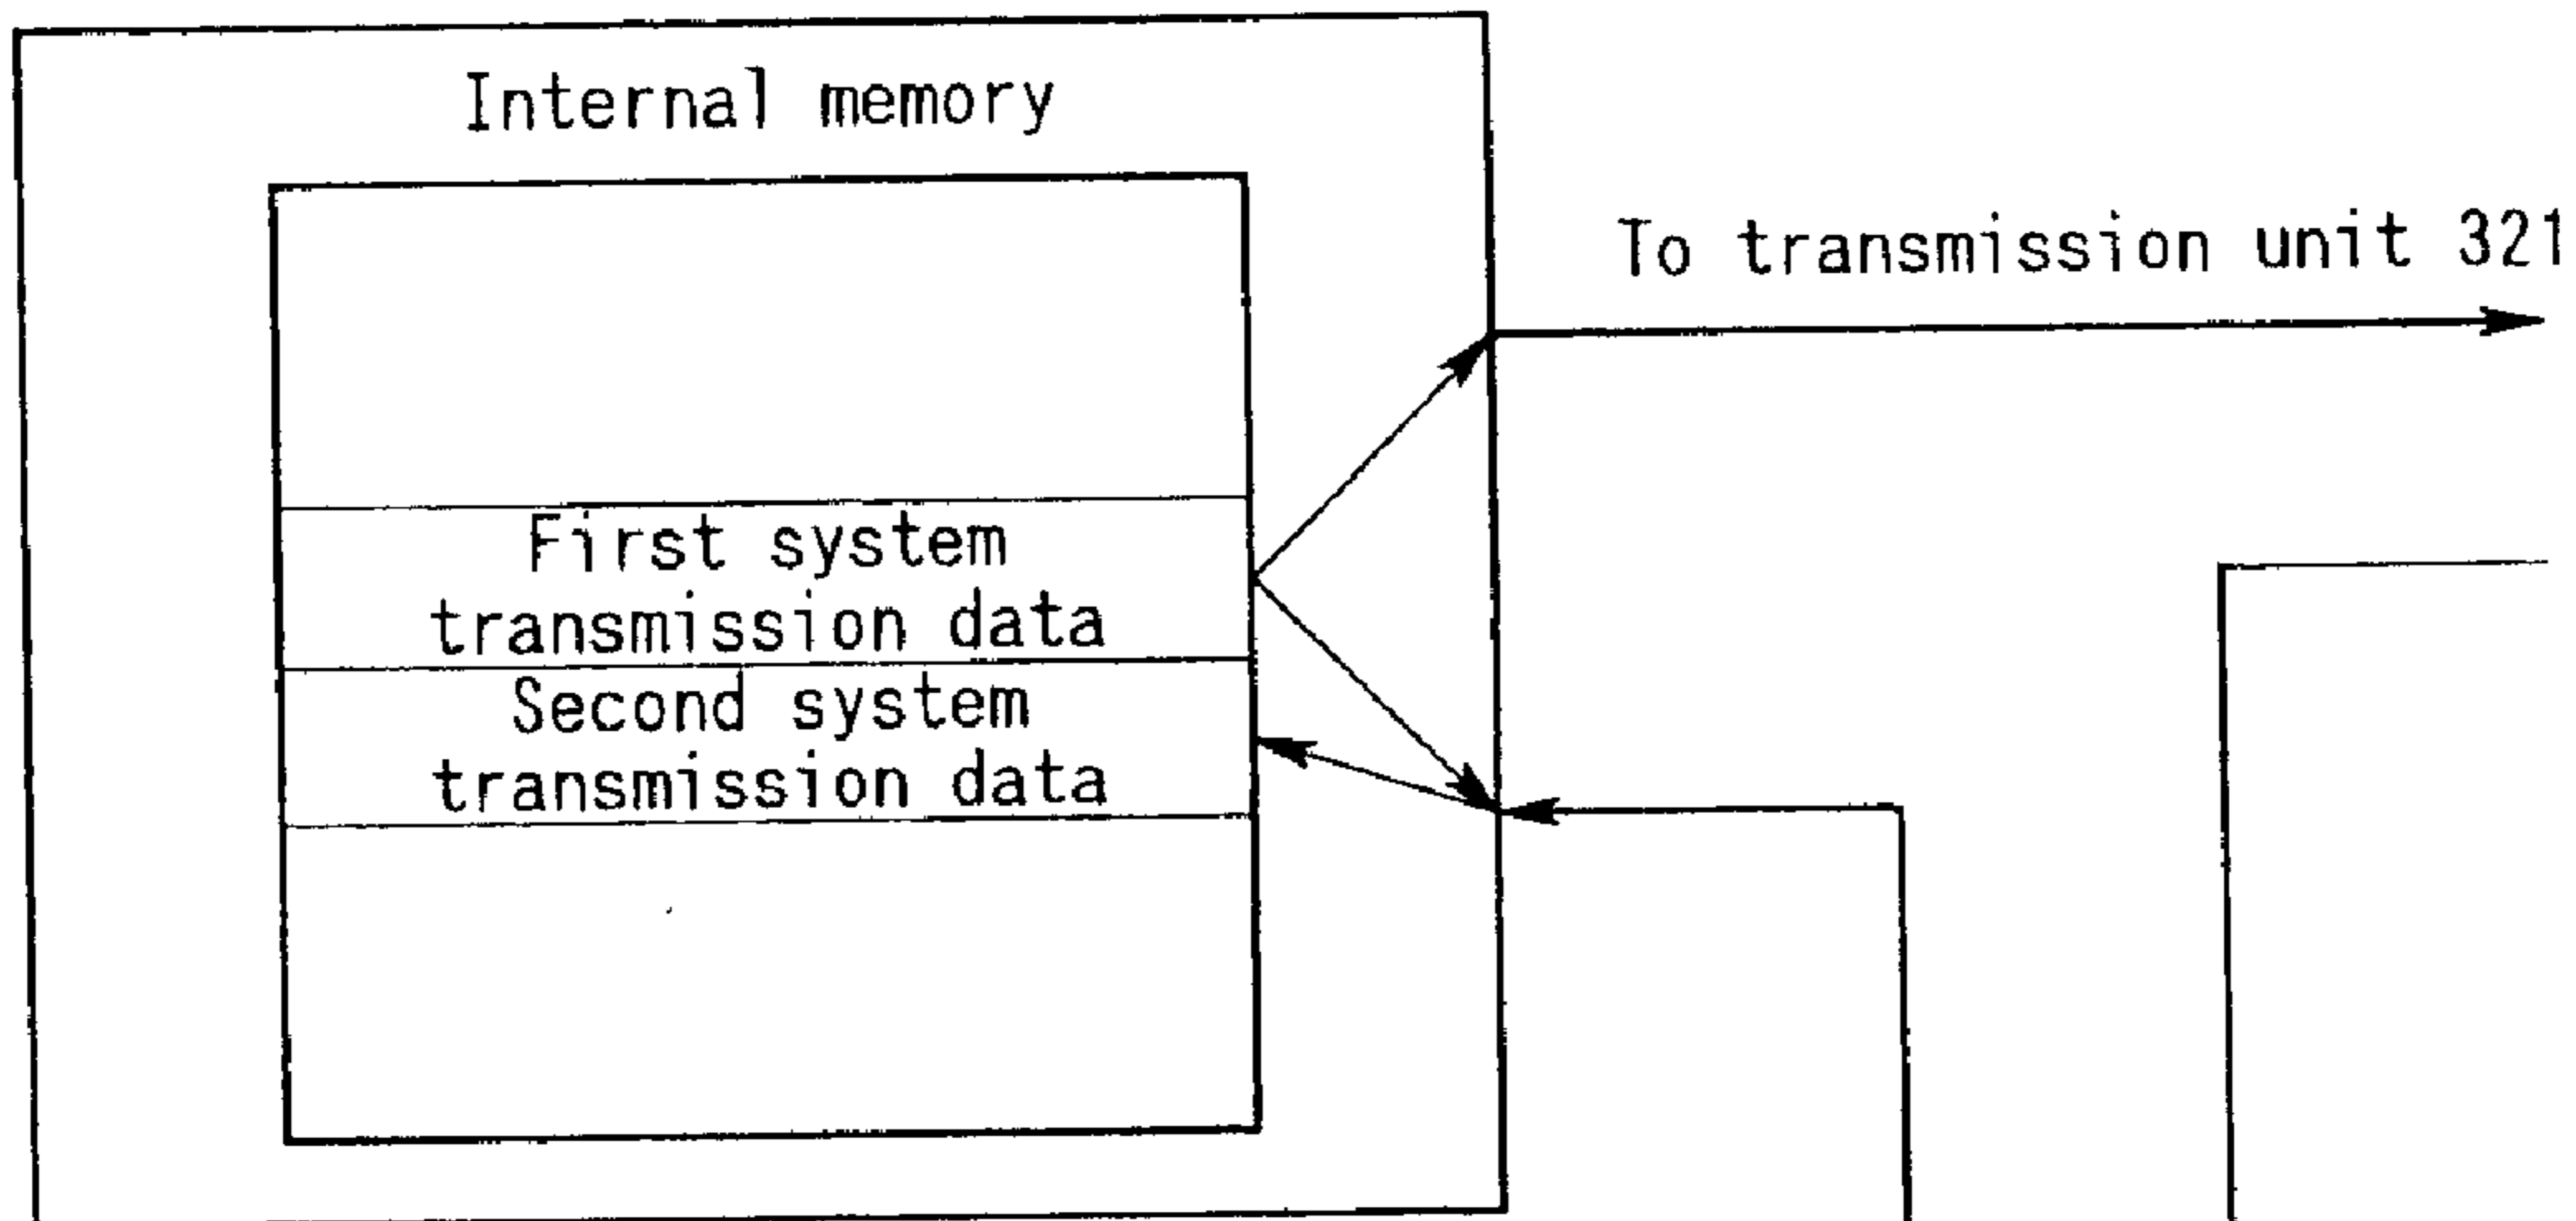 Internal memory
To transmission unit 321
First system
transmission data
Second system
transmission data